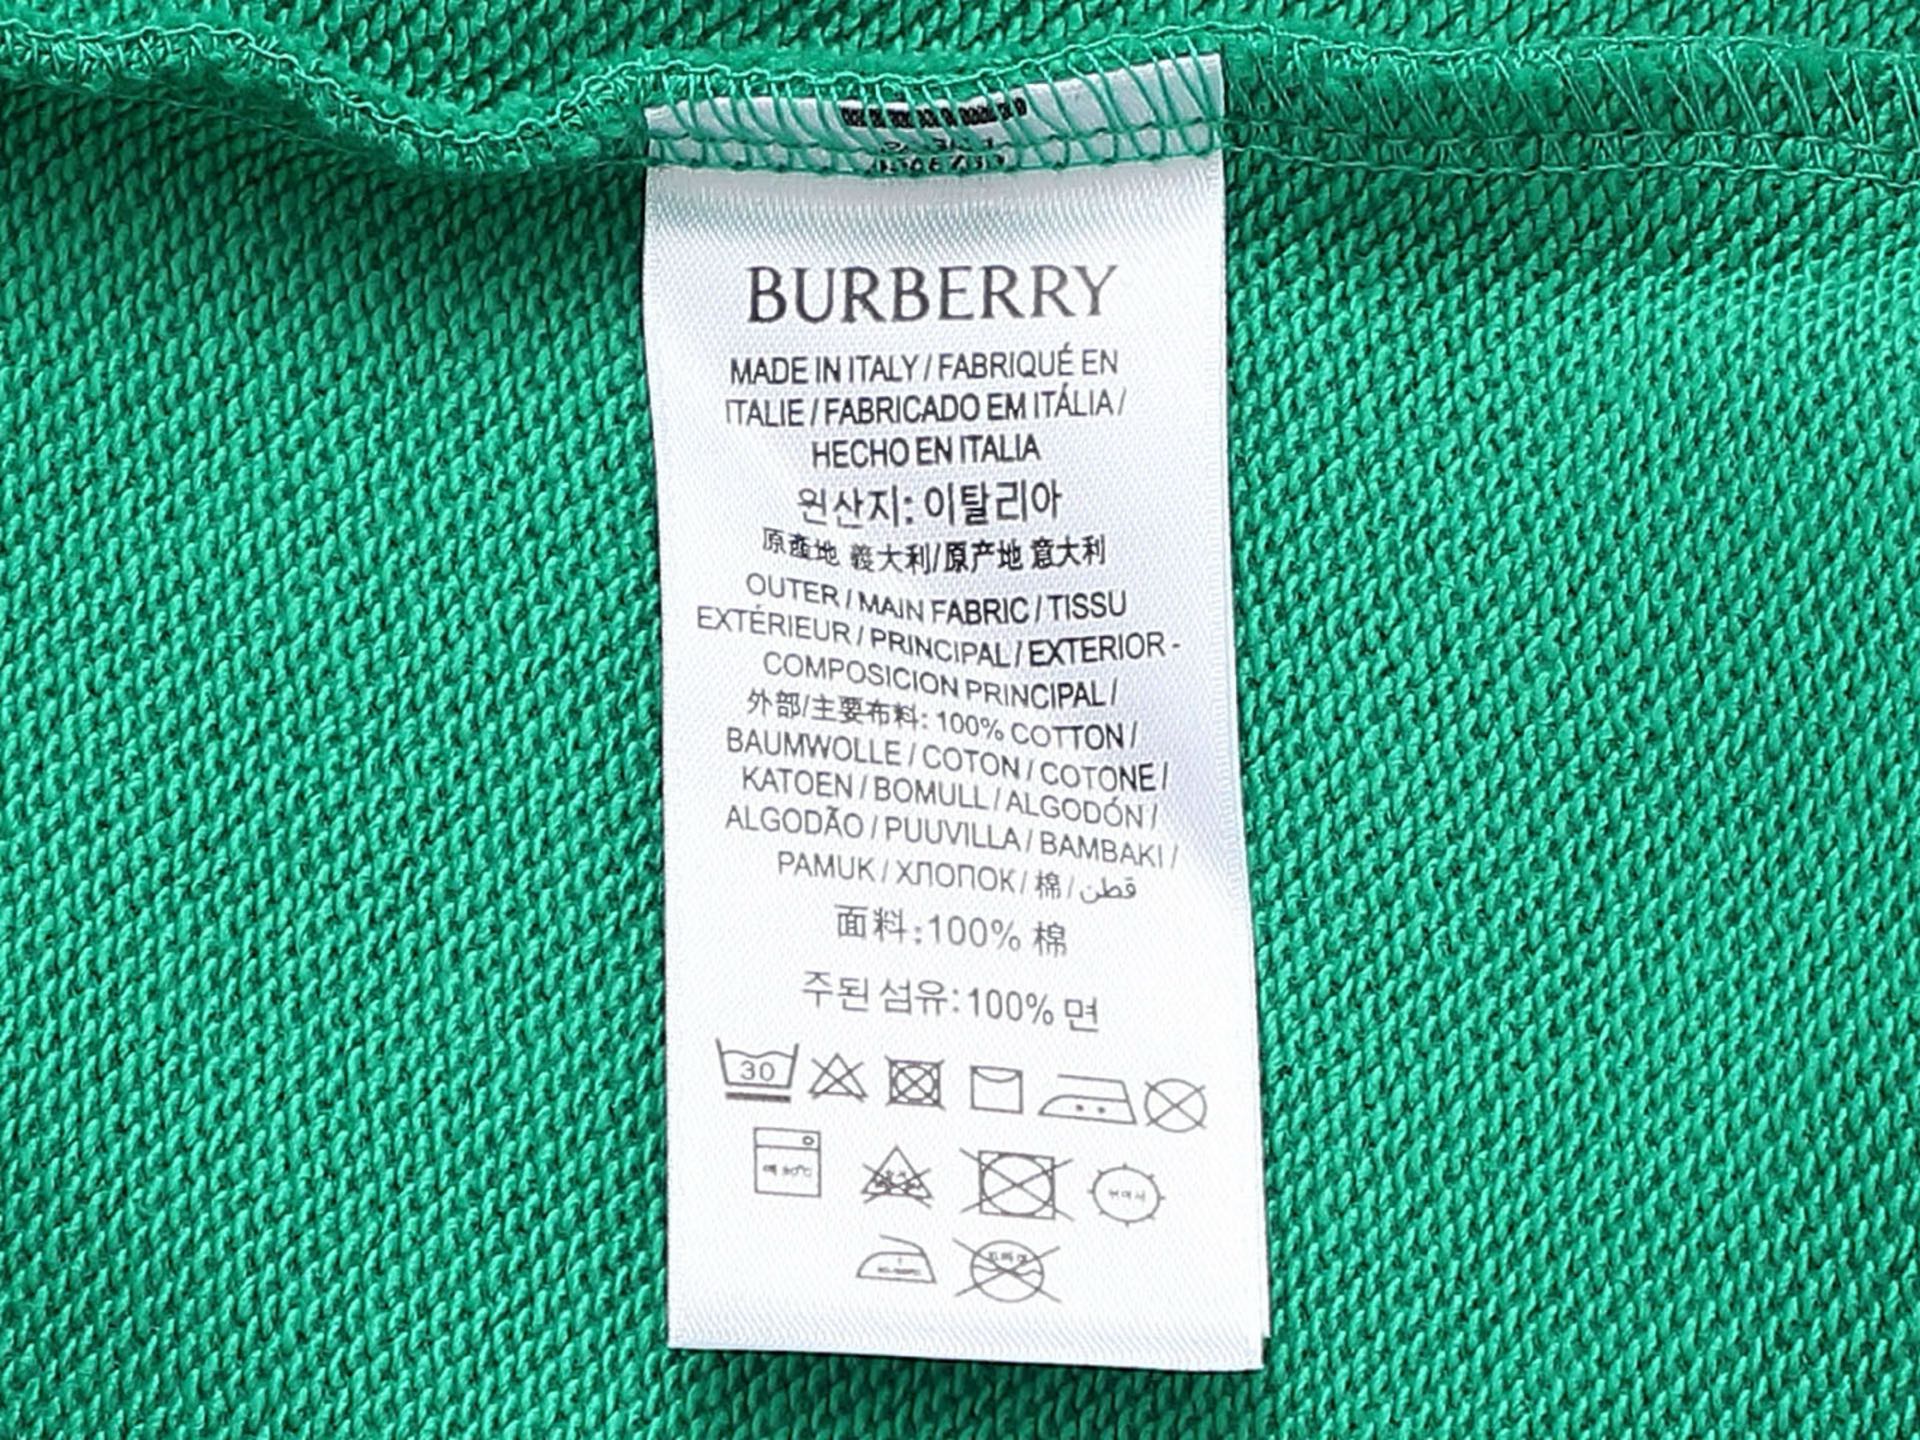 BURBERRY
MADE IN ITALY / FABRIQUÉ EN
ITALIE / FABRICADO EM ITÁLIA /
HECHO EN ITALIA
원산지: 이탈리아
原產地 義大利/原产地 意大利
OUTER / MAIN FABRIC / TISSU
EXTÉRIEUR / PRINCIPAL / EXTERIOR -
COMPOSICION PRINCIPAL /
外部/主要布料: 100% COTTON /
BAUMWOLLE / COTON / COTONE /
KATOEN / BOMULL / ALGODÓN /
ALGODÃO / PUUVILLA / BAMBAKI /
PAMUK / ХЛОПОК / 棉 / قطن
面料:100% 棉
주된 섬유:100% 면
30